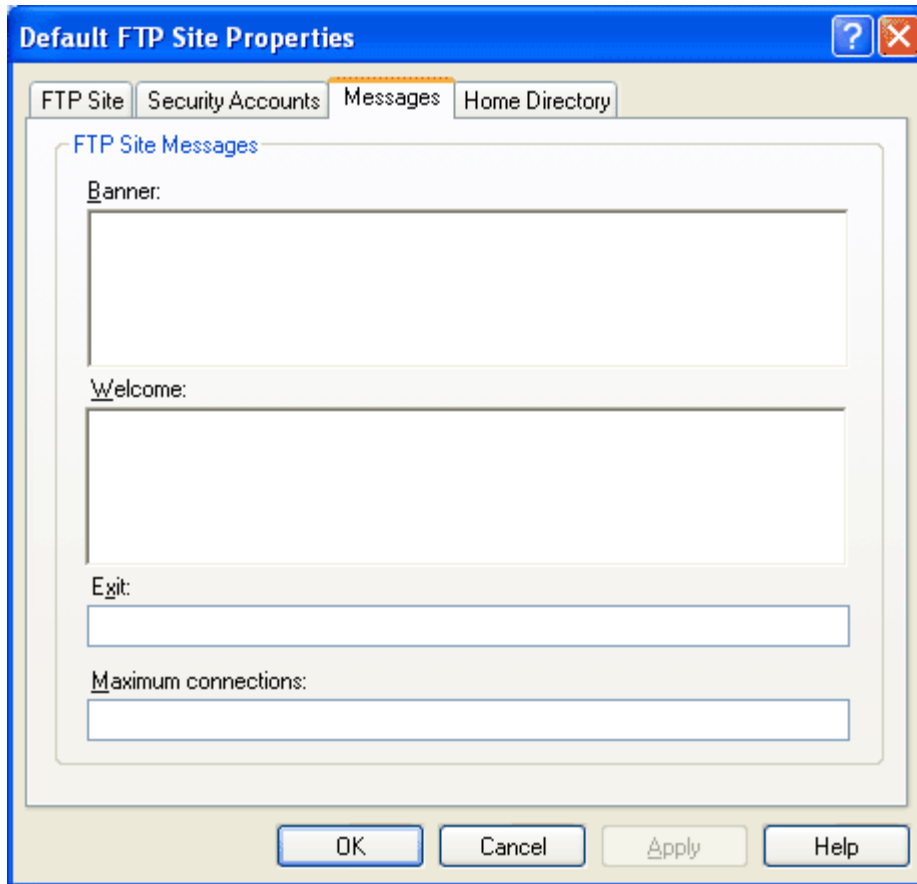 Default FTP Site Properties
FTP Site Security Accounts Messages Home Directory
FTP Site Messages
Banner:
Welcome:
Exit:
Maximum connections:
OK Cancel Apply Help